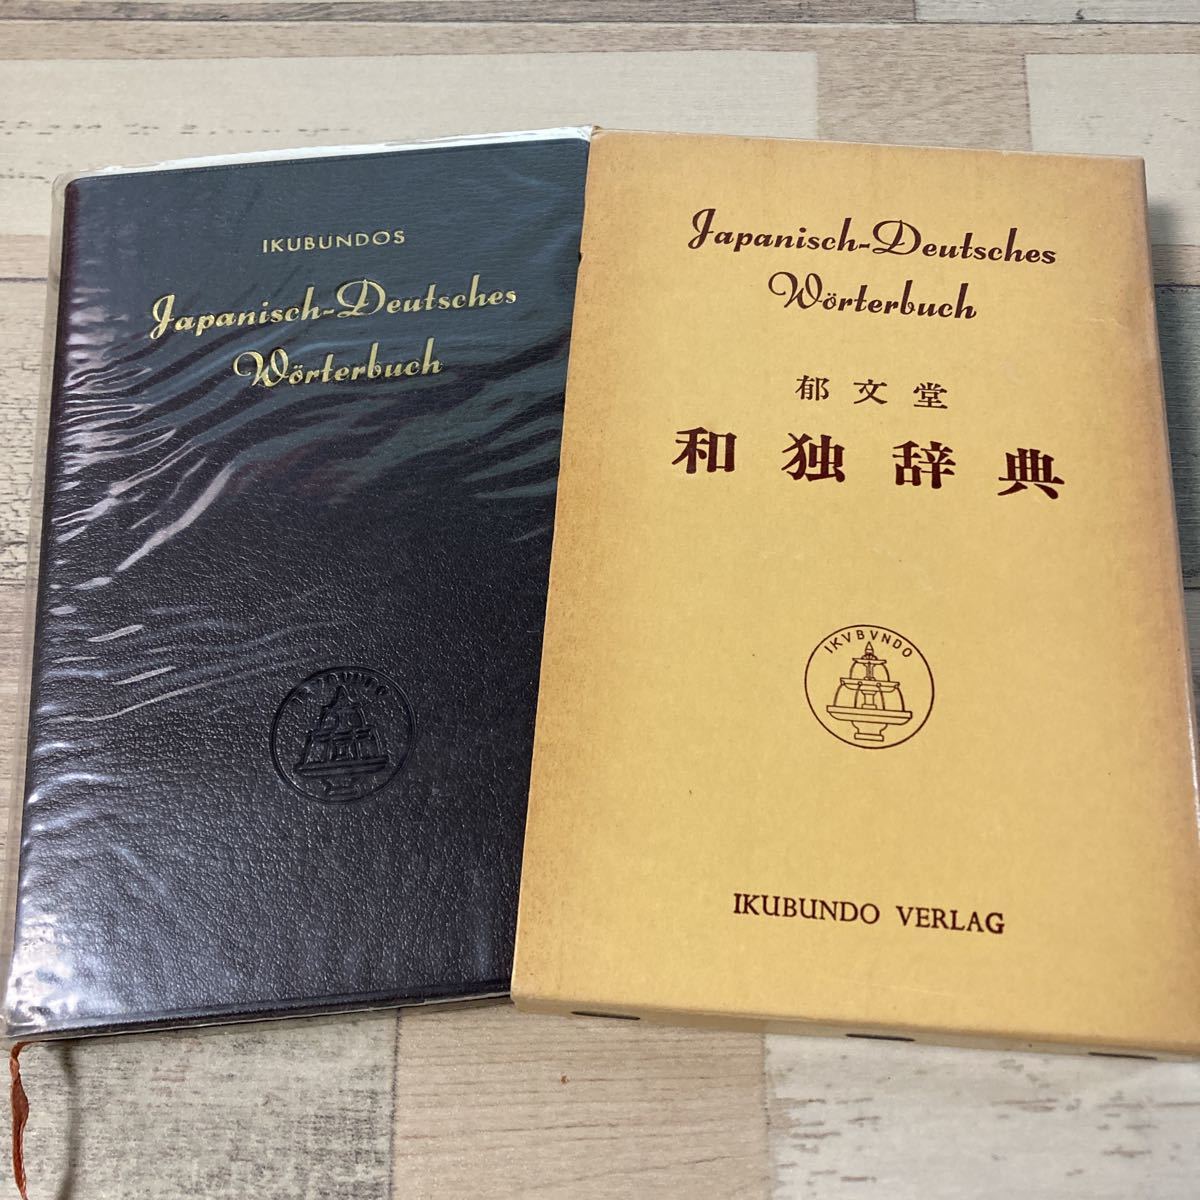 IKUBUNDOS
Japanisch-Deutsches
Wörterbuch
Japanisch-Deutsches
Wörterbuch
郁文堂
和独辞典
IKVBVNDO
IKUBUNDO VERLAG